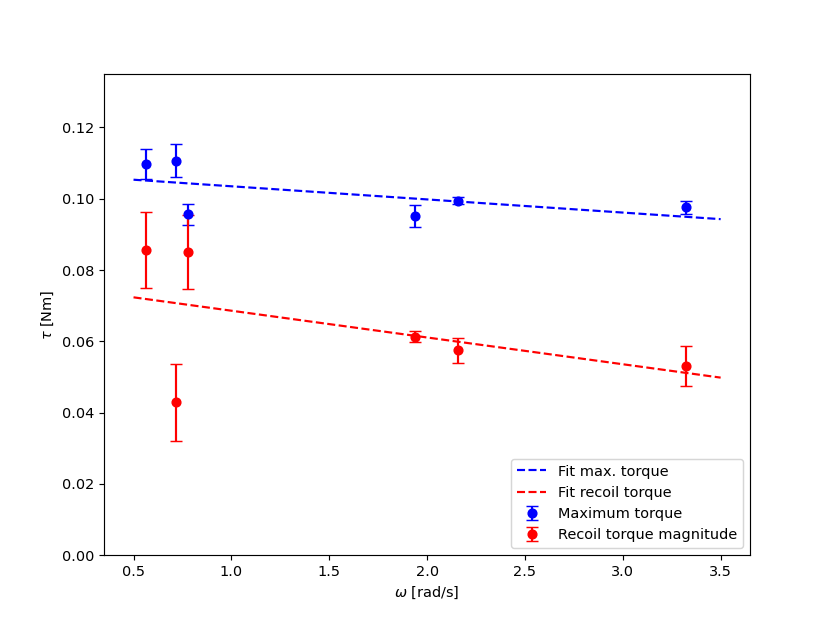 0.12
0.10
0.08
0.06
0.04
0.02
0.00
τ [Nm]
0.5 1.0 1.5 2.0 2.5 3.0 3.5
ω [rad/s]
Fit max. torque
Fit recoil torque
Maximum torque
Recoil torque magnitude